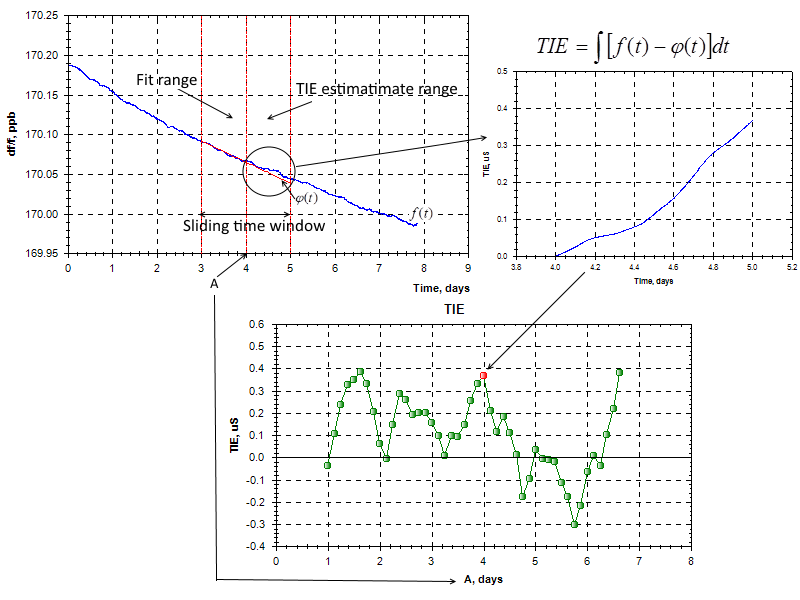 170.25
170.20
170.15
170.10
170.05
170.00
169.95
df/f, ppb
0 1 2 3 4 5 6 7 8 9
Time, days
Fit range
TIE estimatimate range
φ(t)
f(t)
Sliding time window
A
TIE = ∫[f(t) − φ(t)]dt
0.5
0.4
0.3
0.2
0.1
0.0
TIE, uS
3.8 4.0 4.2 4.4 4.6 4.8 5.0 5.2
Time, days
TIE
0.6
0.5
0.4
0.3
0.2
0.1
0.0
-0.1
-0.2
-0.3
-0.4
TIE, uS
0 1 2 3 4 5 6 7 8
A, days